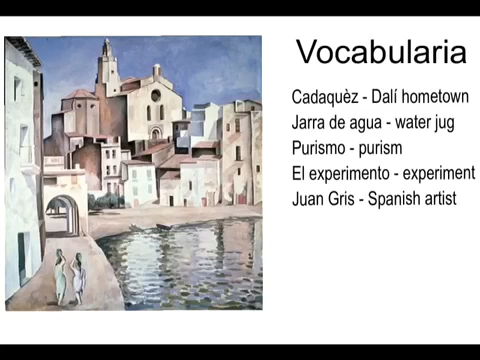 Vocabularia
Cadaquèz - Dalí hometown
Jarra de agua - water jug
Purismo - purism
El experimento - experiment
Juan Gris - Spanish artist